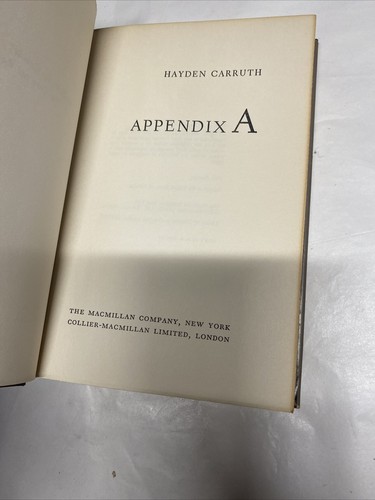 HAYDEN CARRUTH
APPENDIX A
THE MACMILLAN COMPANY, NEW YORK
COLLIER-MACMILLAN LIMITED, LONDON